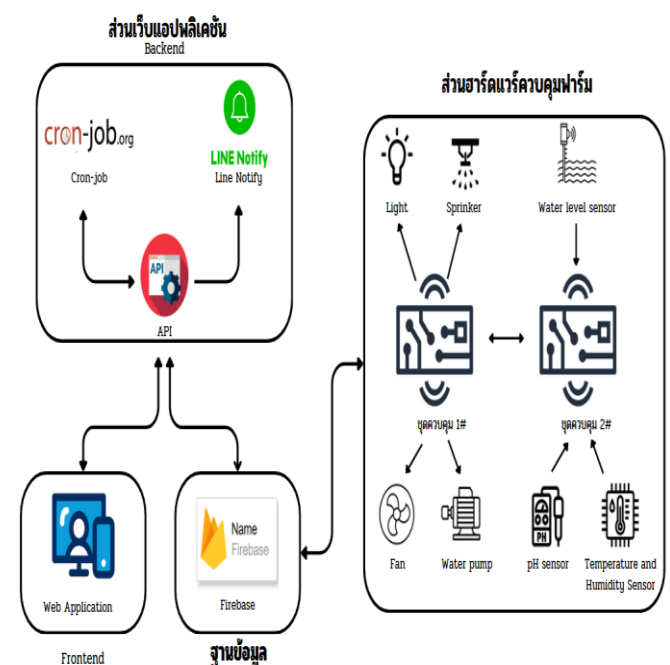 ส่วนเว็บแอปพลิเคชัน
Backend
cron-job.org
Cron-job
LINE Notify
Line Notify
API
API
Web Application
Frontend
Name
Firebase
Firebase
ฐานข้อมูล
ส่วนฮาร์ดแวร์ควบคุมฟาร์ม
Light
Sprinker
Water level sensor
ชุดควบคุม 1#
ชุดควบคุม 2#
Fan
Water pump
PH
pH sensor
Temperature and
Humidity Sensor